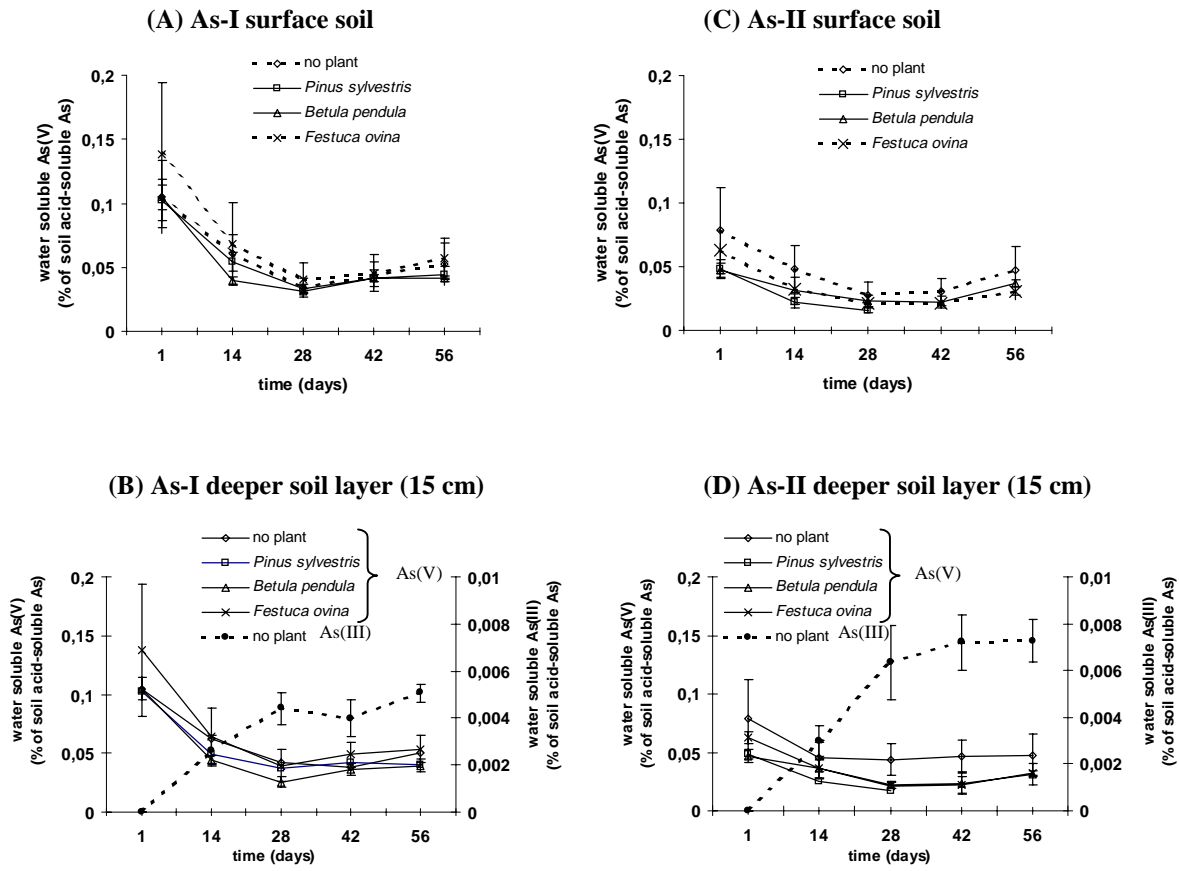 (A) As-I surface soil
no plant
Pinus sylvestris
Betula pendula
Festuca ovina
water soluble As(V)
(% of soil acid-soluble As)
0,2
0,15
0,1
0,05
0
1 14 28 42 56
time (days)
(C) As-II surface soil
no plant
Pinus sylvestris
Betula pendula
Festuca ovina
water soluble As(V)
(% of soil acid-soluble As)
0,2
0,15
0,1
0,05
0
1 14 28 42 56
time (days)
(B) As-I deeper soil layer (15 cm)
no plant
Pinus sylvestris
Betula pendula
Festuca ovina
As(V)
no plant As(III)
water soluble As(V)
(% of soil acid-soluble As)
0,2
0,15
0,1
0,05
0
0,01
0,008
0,006
0,004
0,002
0
water soluble As(III)
(% of soil acid-soluble As)
1 14 28 42 56
time (days)
(D) As-II deeper soil layer (15 cm)
no plant
Pinus sylvestris
Betula pendula
Festuca ovina
As(V)
no plant As(III)
water soluble As(V)
(% of soil acid-soluble As)
0,2
0,15
0,1
0,05
0
0,01
0,008
0,006
0,004
0,002
0
water soluble As(III)
(% of soil acid-soluble As)
1 14 28 42 56
time (days)